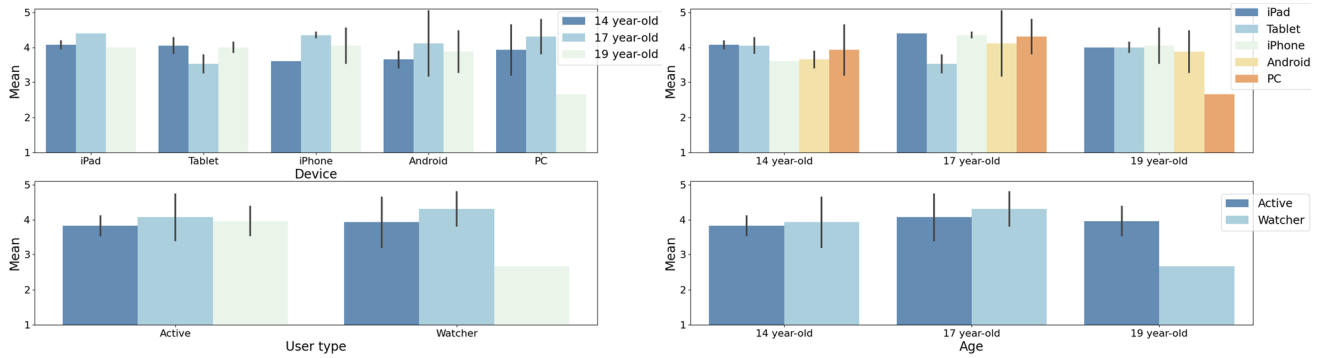 5
4
3
2
1
Mean
iPad
Tablet
iPhone
Android
PC
Device
14 year-old
17 year-old
19 year-old
5
4
3
2
1
Mean
14 year-old
17 year-old
19 year-old
iPad
Tablet
iPhone
Android
PC
5
4
3
2
1
Mean
Active
Watcher
User type
5
4
3
2
1
Mean
14 year-old
17 year-old
19 year-old
Age
Active
Watcher